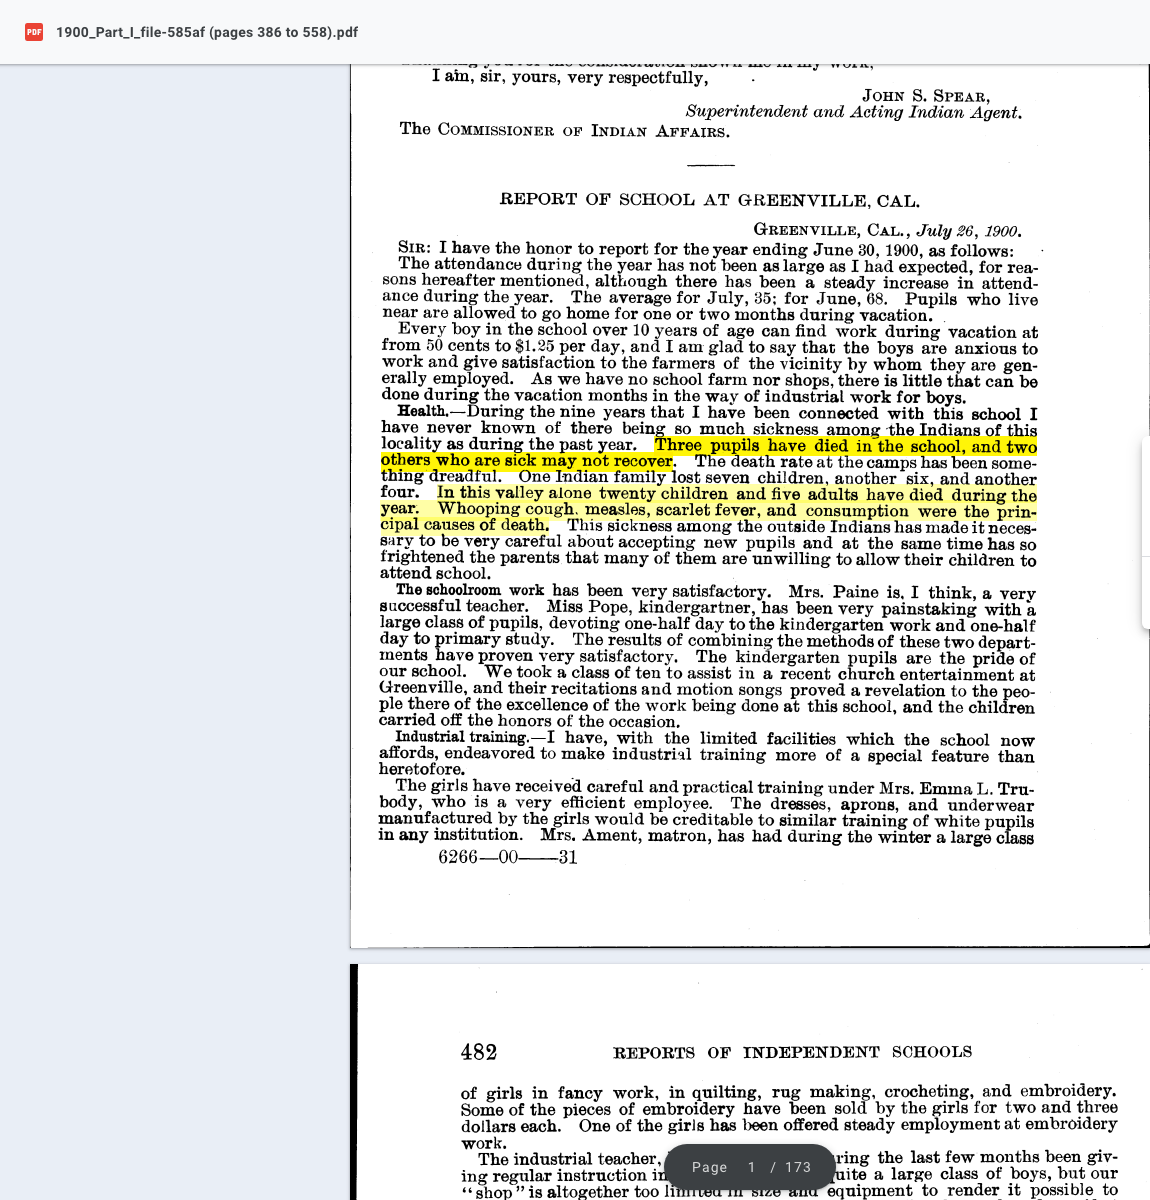 PDF 1900_Part_I_file-585af (pages 386 to 558).pdf
I am, sir, yours, very respectfully,
JOHN S. SPEAR,
Superintendent and Acting Indian Agent.
The COMMISSIONER OF INDIAN AFFAIRS.
REPORT OF SCHOOL AT GREENVILLE, CAL.
GREENVILLE, CAL., July 26, 1900.
SIR: I have the honor to report for the year ending June 30, 1900, as follows:
The attendance during the year has not been as large as I had expected, for rea-
sons hereafter mentioned, although there has been a steady increase in attend-
ance during the year. The average for July, 35; for June, 68. Pupils who live
near are allowed to go home for one or two months during vacation.
Every boy in the school over 10 years of age can find work during vacation at
from 50 cents to $1.25 per day, and I am glad to say that the boys are anxious to
work and give satisfaction to the farmers of the vicinity by whom they are gen-
erally employed. As we have no school farm nor shops, there is little that can be
done during the vacation months in the way of industrial work for boys.
Health.—During the nine years that I have been connected with this school I
have never known of there being so much sickness among the Indians of this
locality as during the past year. Three pupils have died in the school, and two
others who are sick may not recover. The death rate at the camps has been some-
thing dreadful. One Indian family lost seven children, another six, and another
four. In this valley alone twenty children and five adults have died during the
year. Whooping cough, measles, scarlet fever, and consumption were the prin-
cipal causes of death. This sickness among the outside Indians has made it neces-
sary to be very careful about accepting new pupils and at the same time has so
frightened the parents that many of them are unwilling to allow their children to
attend school.
The schoolroom work has been very satisfactory. Mrs. Paine is, I think, a very
successful teacher. Miss Pope, kindergartner, has been very painstaking with a
large class of pupils, devoting one-half day to the kindergarten work and one-half
day to primary study. The results of combining the methods of these two depart-
ments have proven very satisfactory. The kindergarten pupils are the pride of
our school. We took a class of ten to assist in a recent church entertainment at
Greenville, and their recitations and motion songs proved a revelation to the peo-
ple there of the excellence of the work being done at this school, and the children
carried off the honors of the occasion.
Industrial training.—I have, with the limited facilities which the school now
affords, endeavored to make industrial training more of a special feature than
heretofore.
The girls have received careful and practical training under Mrs. Emma L. Tru-
body, who is a very efficient employee. The dresses, aprons, and underwear
manufactured by the girls would be creditable to similar training of white pupils
in any institution. Mrs. Ament, matron, has had during the winter a large class
6266—00——31
482 REPORTS OF INDEPENDENT SCHOOLS
of girls in fancy work, in quilting, rug making, crocheting, and embroidery.
Some of the pieces of embroidery have been sold by the girls for two and three
dollars each. One of the girls has been offered steady employment at embroidery
work.
The industrial teacher, ring the last few months been giv-
ing regular instruction in uite a large class of boys, but our
"shop" is altogether too limited in size and equipment to render it possible to
Page 1 / 173